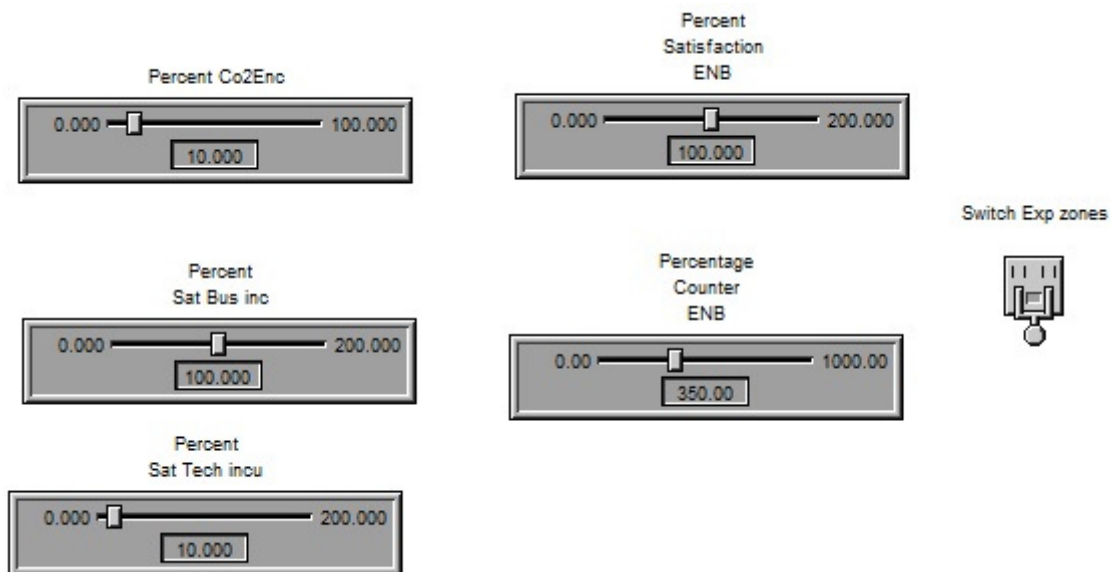 Percent Co2Enc
0.000 100.000
10.000
Percent
Satisfaction
ENB
0.000 200.000
100.000
Switch Exp zones
Percent
Sat Bus inc
0.000 200.000
100.000
Percentage
Counter
ENB
0.00 1000.00
350.00
Percent
Sat Tech incu
0.000 200.000
10.000